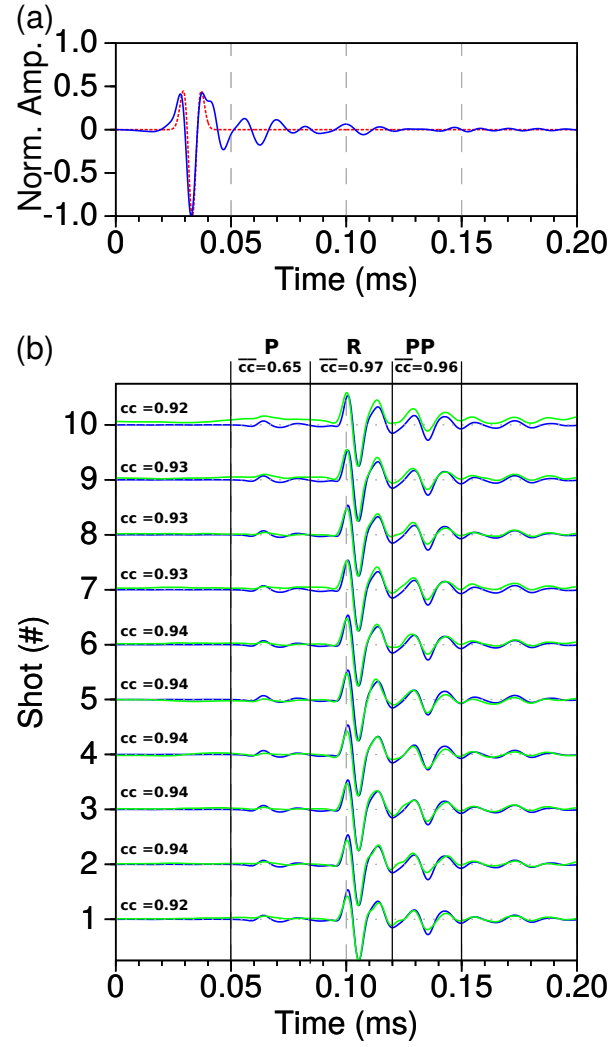 (a)
1.0
0.5
0
-0.5
-1.0
Norm. Amp.
0 0.05 0.10 0.15 0.20
Time (ms)
(b)
P R PP
cc=0.65 cc=0.97 cc=0.96
10 cc =0.92
9 cc =0.93
8 cc =0.93
7 cc =0.93
6 cc =0.94
5 cc =0.94
4 cc =0.94
3 cc =0.94
2 cc =0.94
1 cc =0.92
Shot (#)
0 0.05 0.10 0.15 0.20
Time (ms)